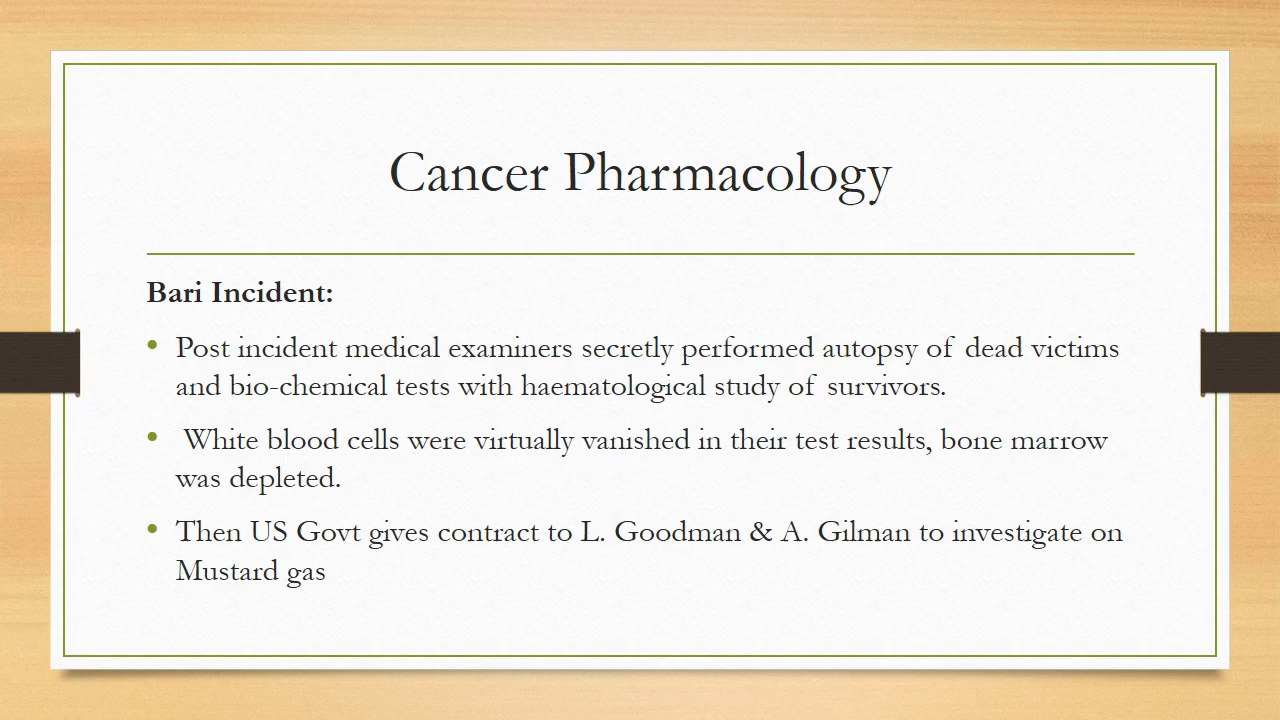 Cancer Pharmacology
Bari Incident:
• Post incident medical examiners secretly performed autopsy of dead victims
and bio-chemical tests with haematological study of survivors.
• White blood cells were virtually vanished in their test results, bone marrow
was depleted.
• Then US Govt gives contract to L. Goodman & A. Gilman to investigate on
Mustard gas